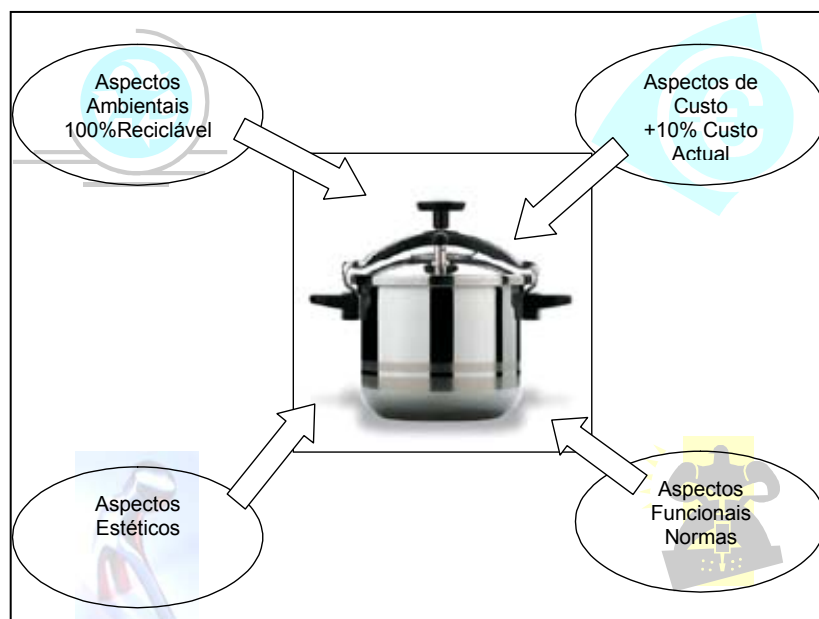 Aspectos
Ambientais
100%Reciclável
Aspectos de
Custo
+10% Custo
Actual
Aspectos
Estéticos
Aspectos
Funcionais
Normas